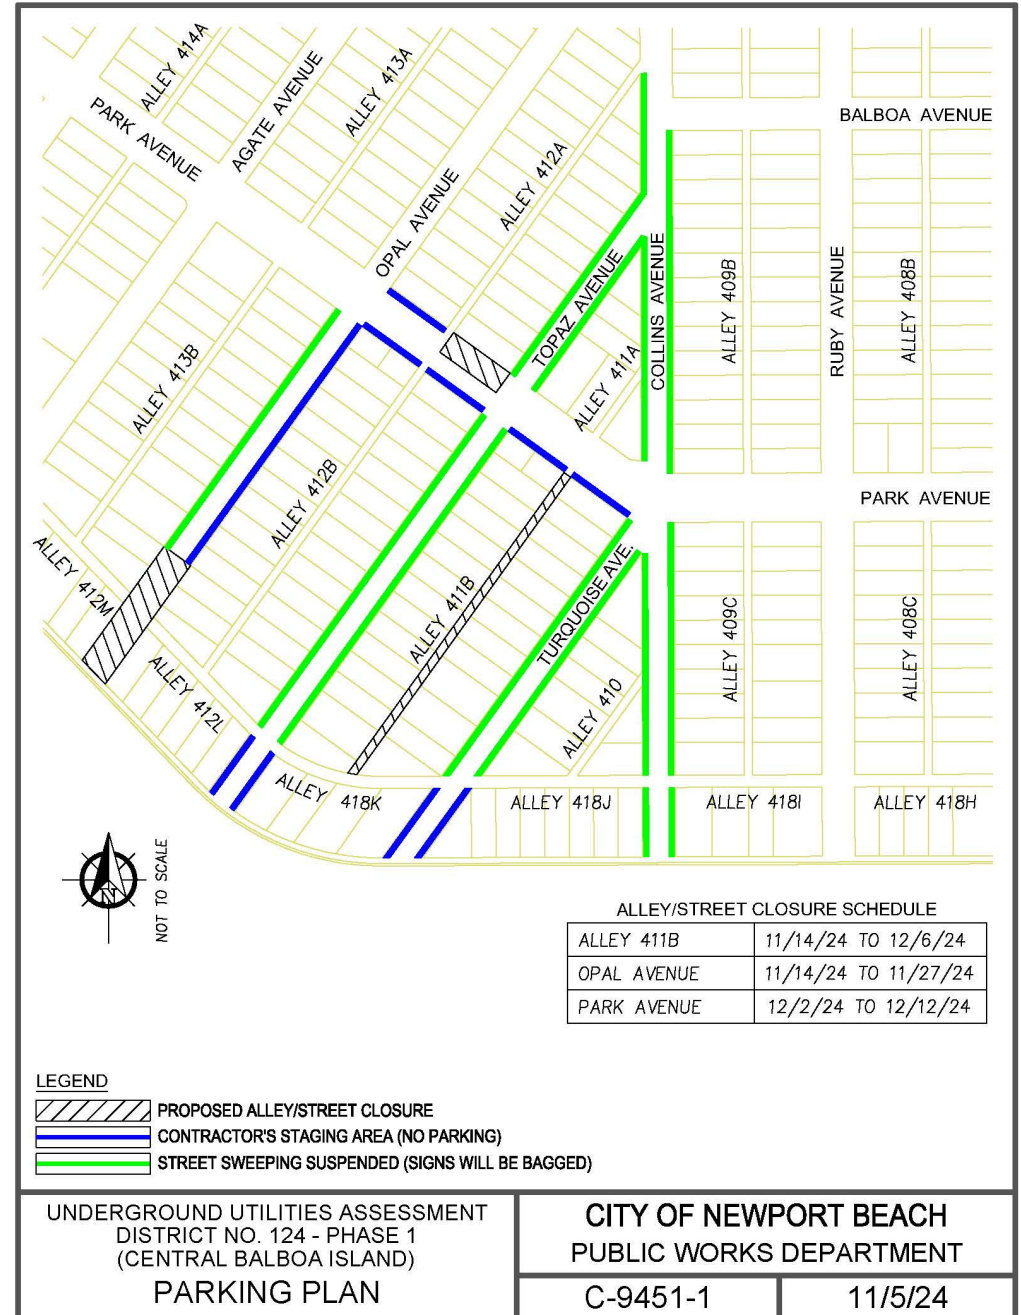 ALLEY 414A
PARK AVENUE
AGATE AVENUE
ALLEY 413A
OPAL AVENUE
ALLEY 412A
BALBOA AVENUE
TOPAZ AVENUE
COLLINS AVENUE
ALLEY 409B
RUBY AVENUE
ALLEY 408B
ALLEY 413B
ALLEY 411A
ALLEY 412B
PARK AVENUE
ALLEY 412M
ALLEY 411B
TURQUOISE AVE.
ALLEY 409C
ALLEY 408C
ALLEY 412L
ALLEY 410
ALLEY 418K
ALLEY 418J
ALLEY 418I
ALLEY 418H
N
NOT TO SCALE
ALLEY/STREET CLOSURE SCHEDULE
ALLEY 411B 11/14/24 TO 12/6/24
OPAL AVENUE 11/14/24 TO 11/27/24
PARK AVENUE 12/2/24 TO 12/12/24
LEGEND
PROPOSED ALLEY/STREET CLOSURE
CONTRACTOR'S STAGING AREA (NO PARKING)
STREET SWEEPING SUSPENDED (SIGNS WILL BE BAGGED)
UNDERGROUND UTILITIES ASSESSMENT
DISTRICT NO. 124 - PHASE 1
(CENTRAL BALBOA ISLAND)
PARKING PLAN
CITY OF NEWPORT BEACH
PUBLIC WORKS DEPARTMENT
C-9451-1
11/5/24